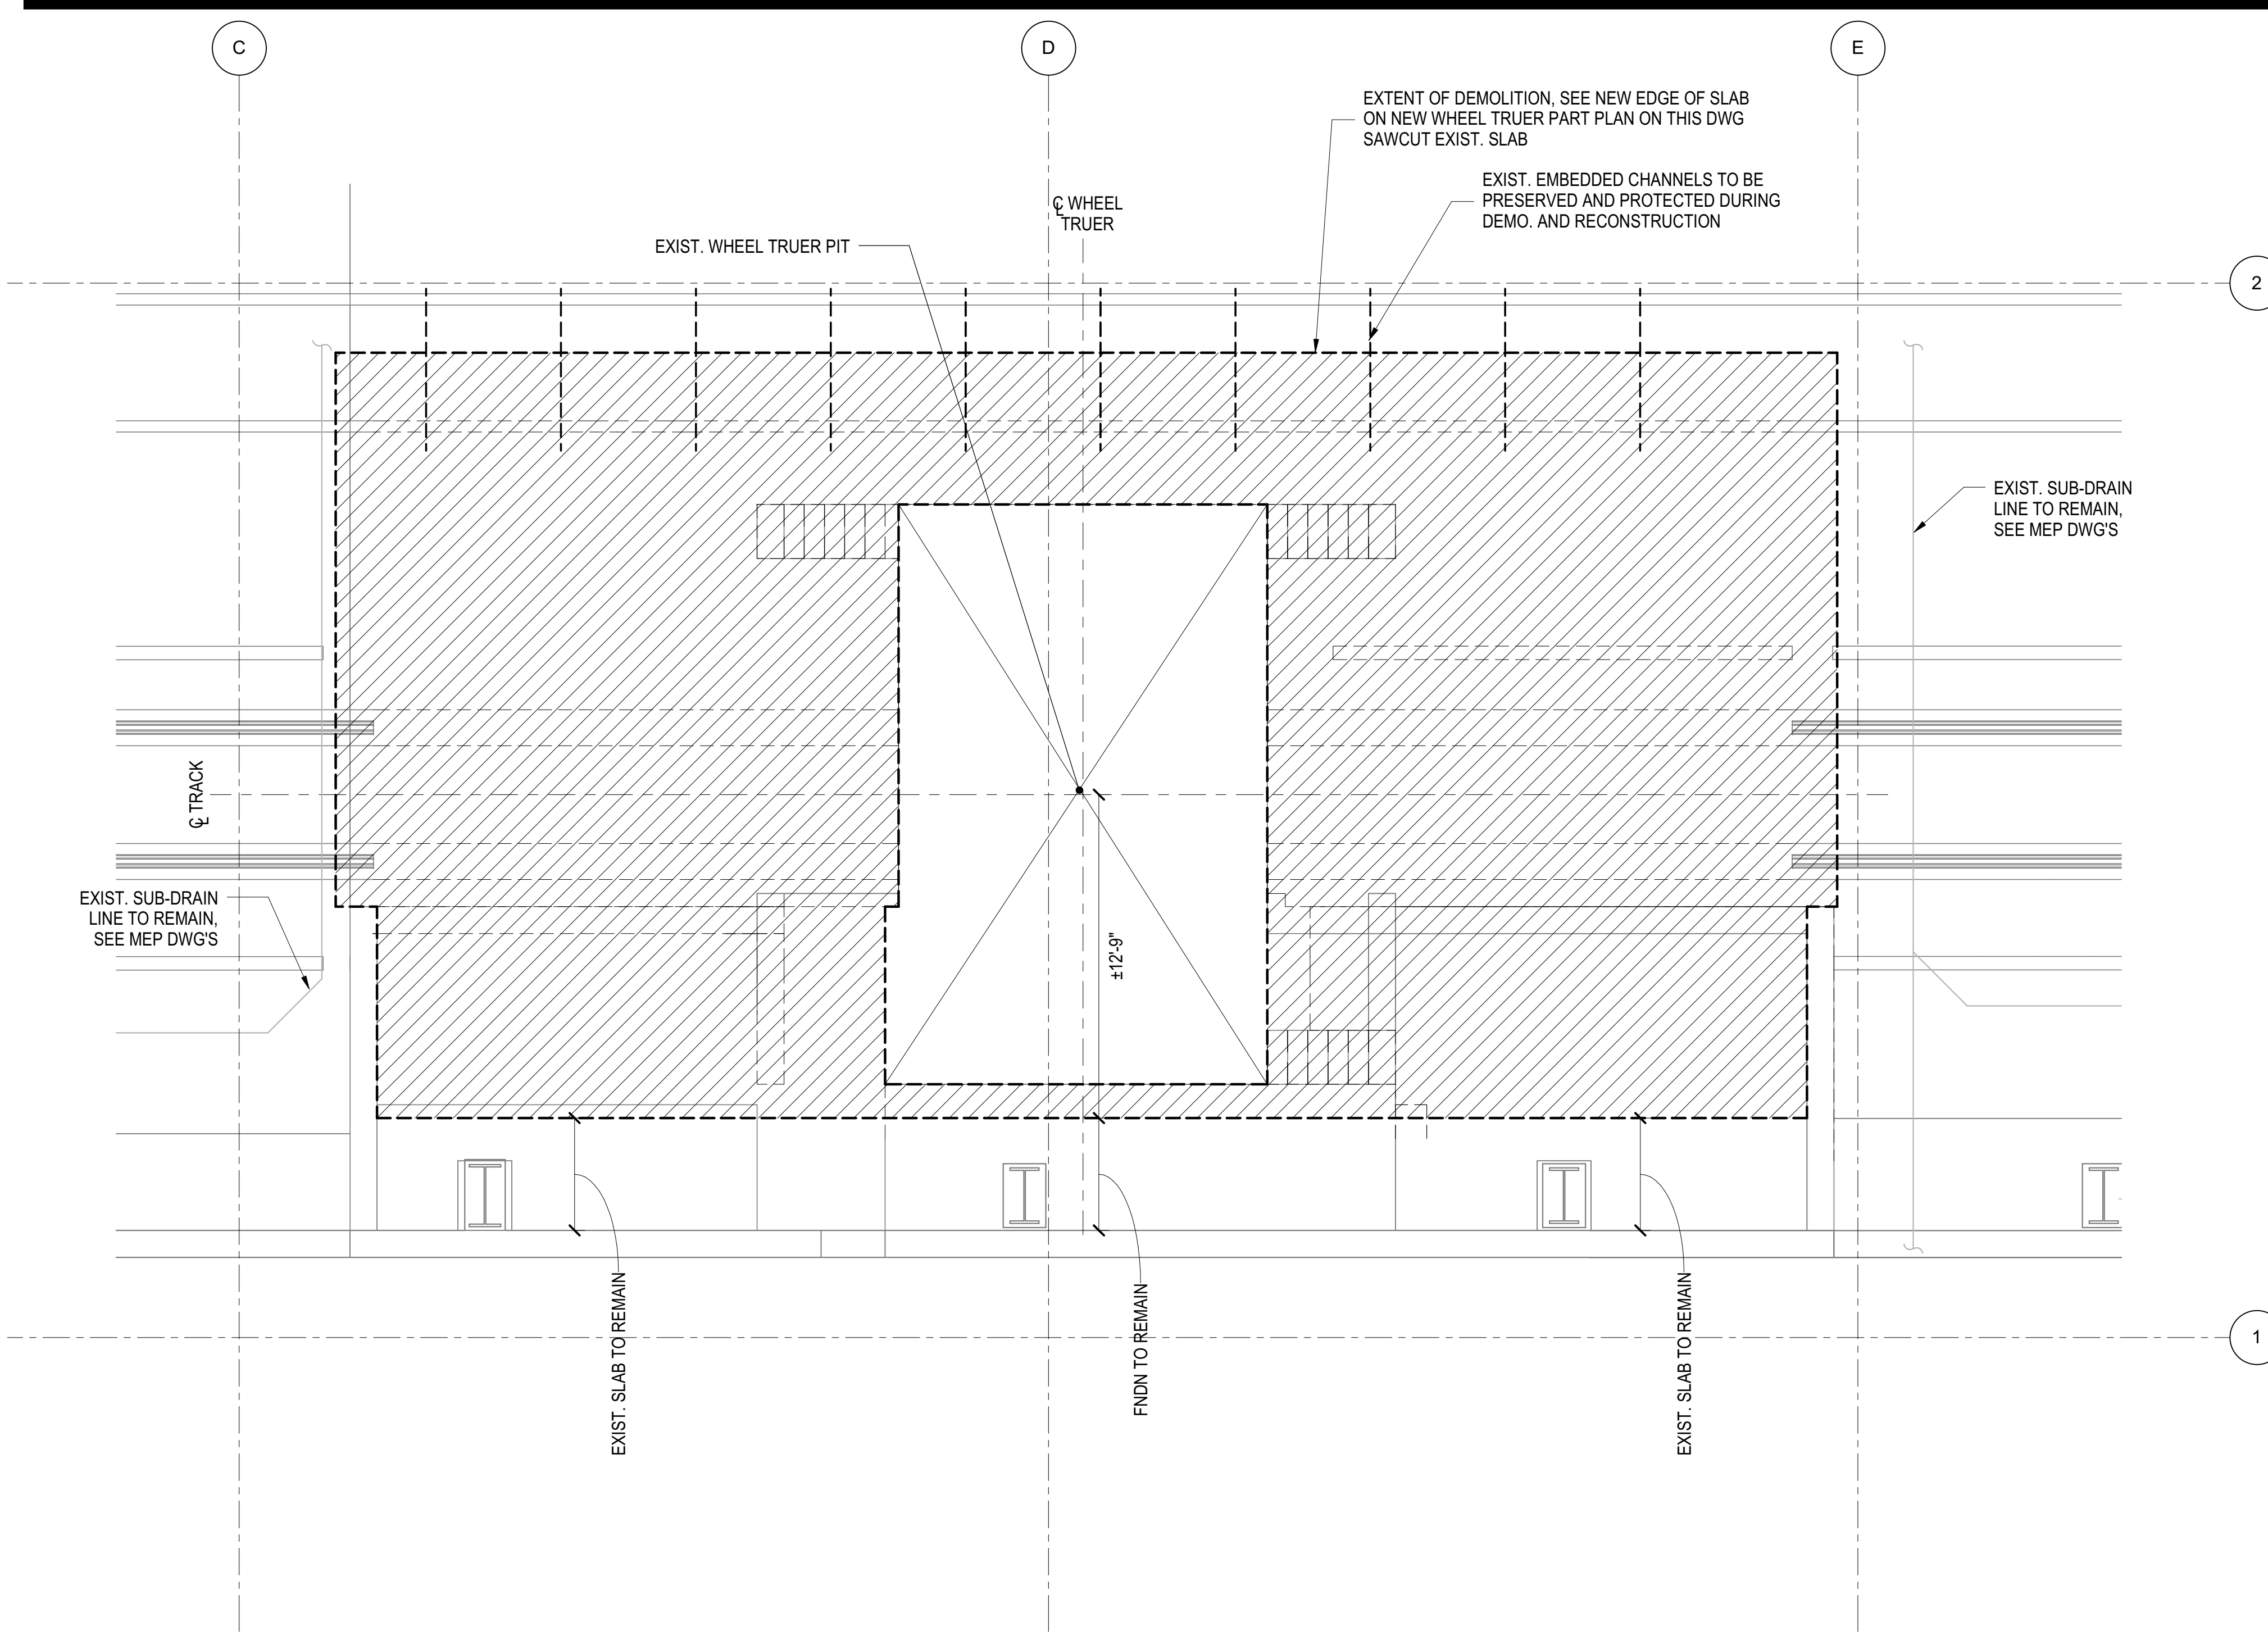 C
D
E
EXTENT OF DEMOLITION, SEE NEW EDGE OF SLAB
ON NEW WHEEL TRUER PART PLAN ON THIS DWG
SAWCUT EXIST. SLAB
EXIST. EMBEDDED CHANNELS TO BE
PRESERVED AND PROTECTED DURING
DEMO. AND RECONSTRUCTION
℄ WHEEL
TRUER
EXIST. WHEEL TRUER PIT
2
EXIST. SUB-DRAIN
LINE TO REMAIN,
SEE MEP DWG'S
℄ TRACK
EXIST. SUB-DRAIN
LINE TO REMAIN,
SEE MEP DWG'S
±12'-9"
EXIST. SLAB TO REMAIN
FNDN TO REMAIN
EXIST. SLAB TO REMAIN
1